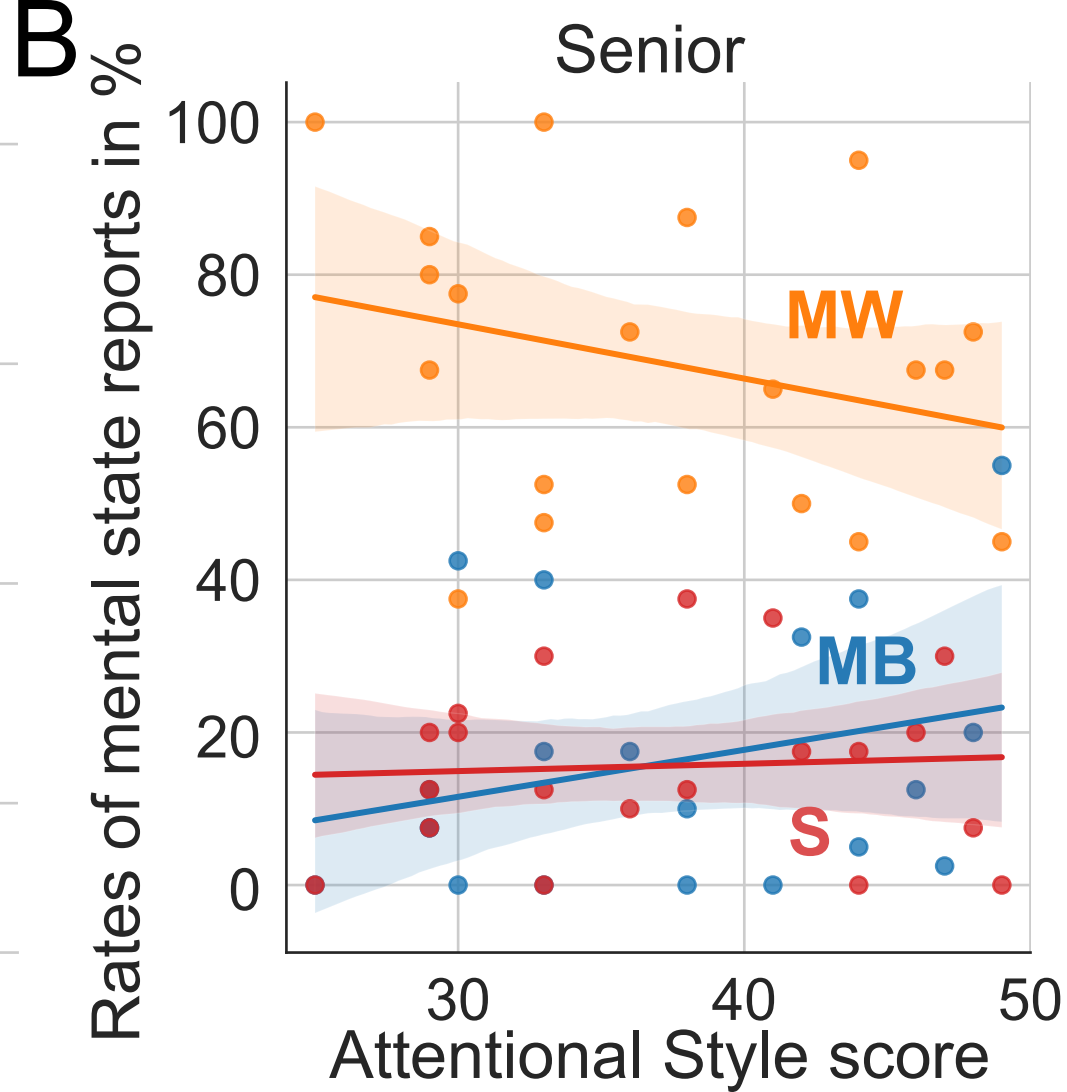 B
Senior
Rates of mental state reports in %
100
80
60
40
20
0
MW
MB
S
30 40 50
Attentional Style score